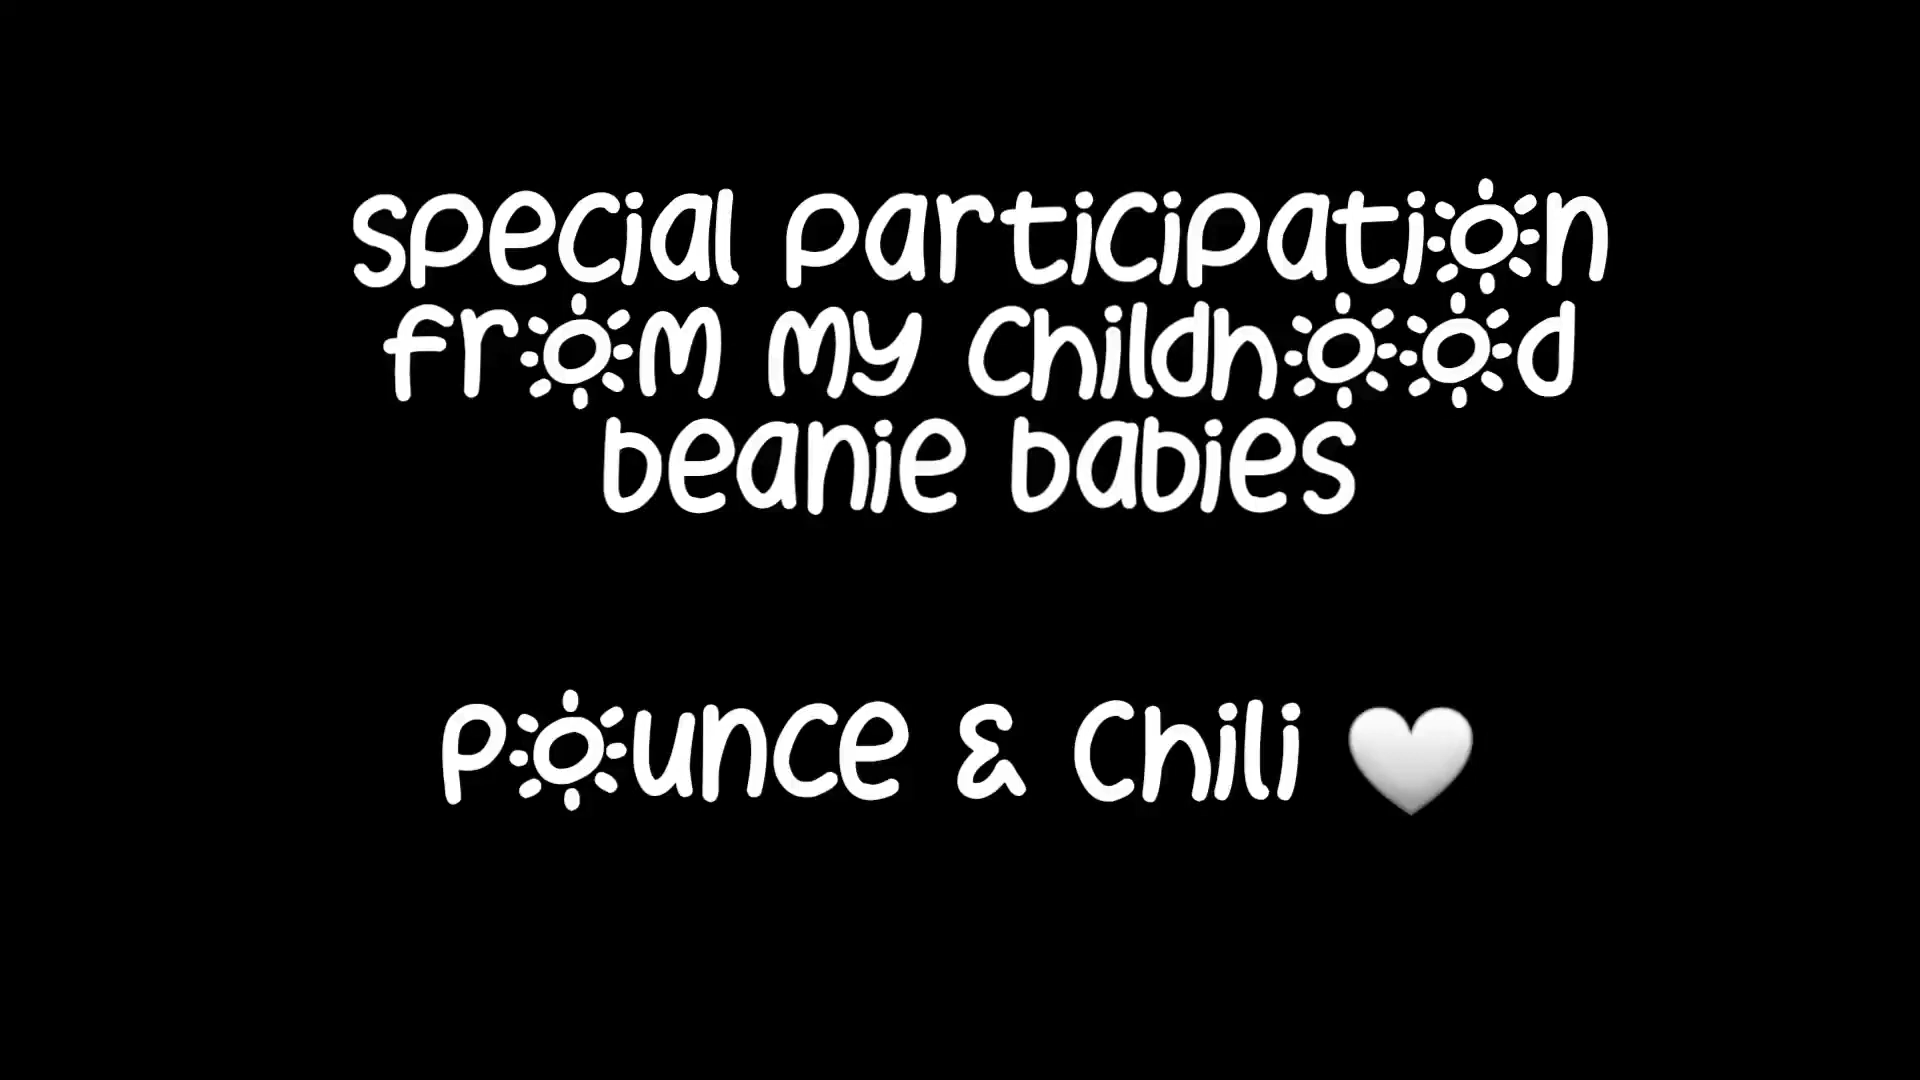 special participation
from my childhood
beanie babies
pounce & chili 🤍